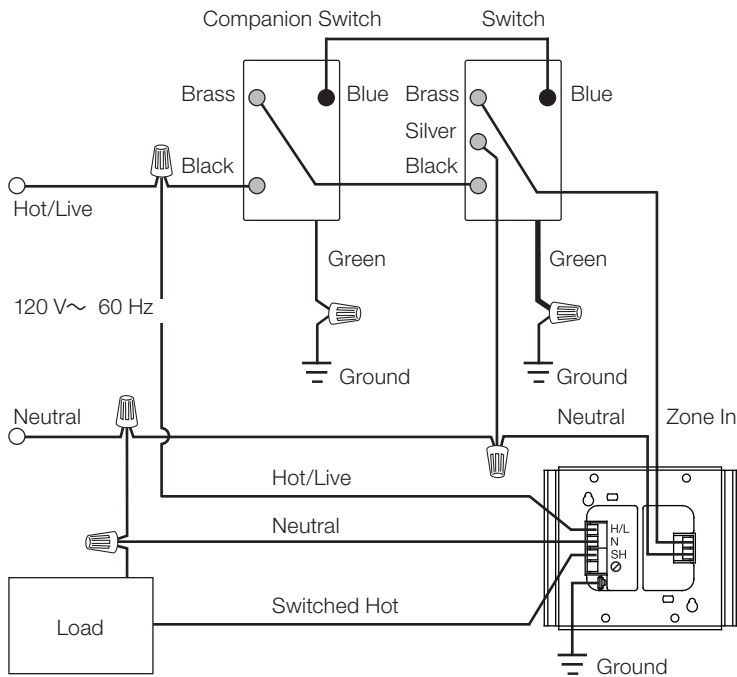 Companion Switch
Switch
Brass
Blue
Brass
Blue
Silver
Black
Black
Hot/Live
Green
Green
120 V～ 60 Hz
Ground
Ground
Neutral
Neutral
Zone In
Hot/Live
H/L
Neutral
N
SH
Switched Hot
Load
Ground